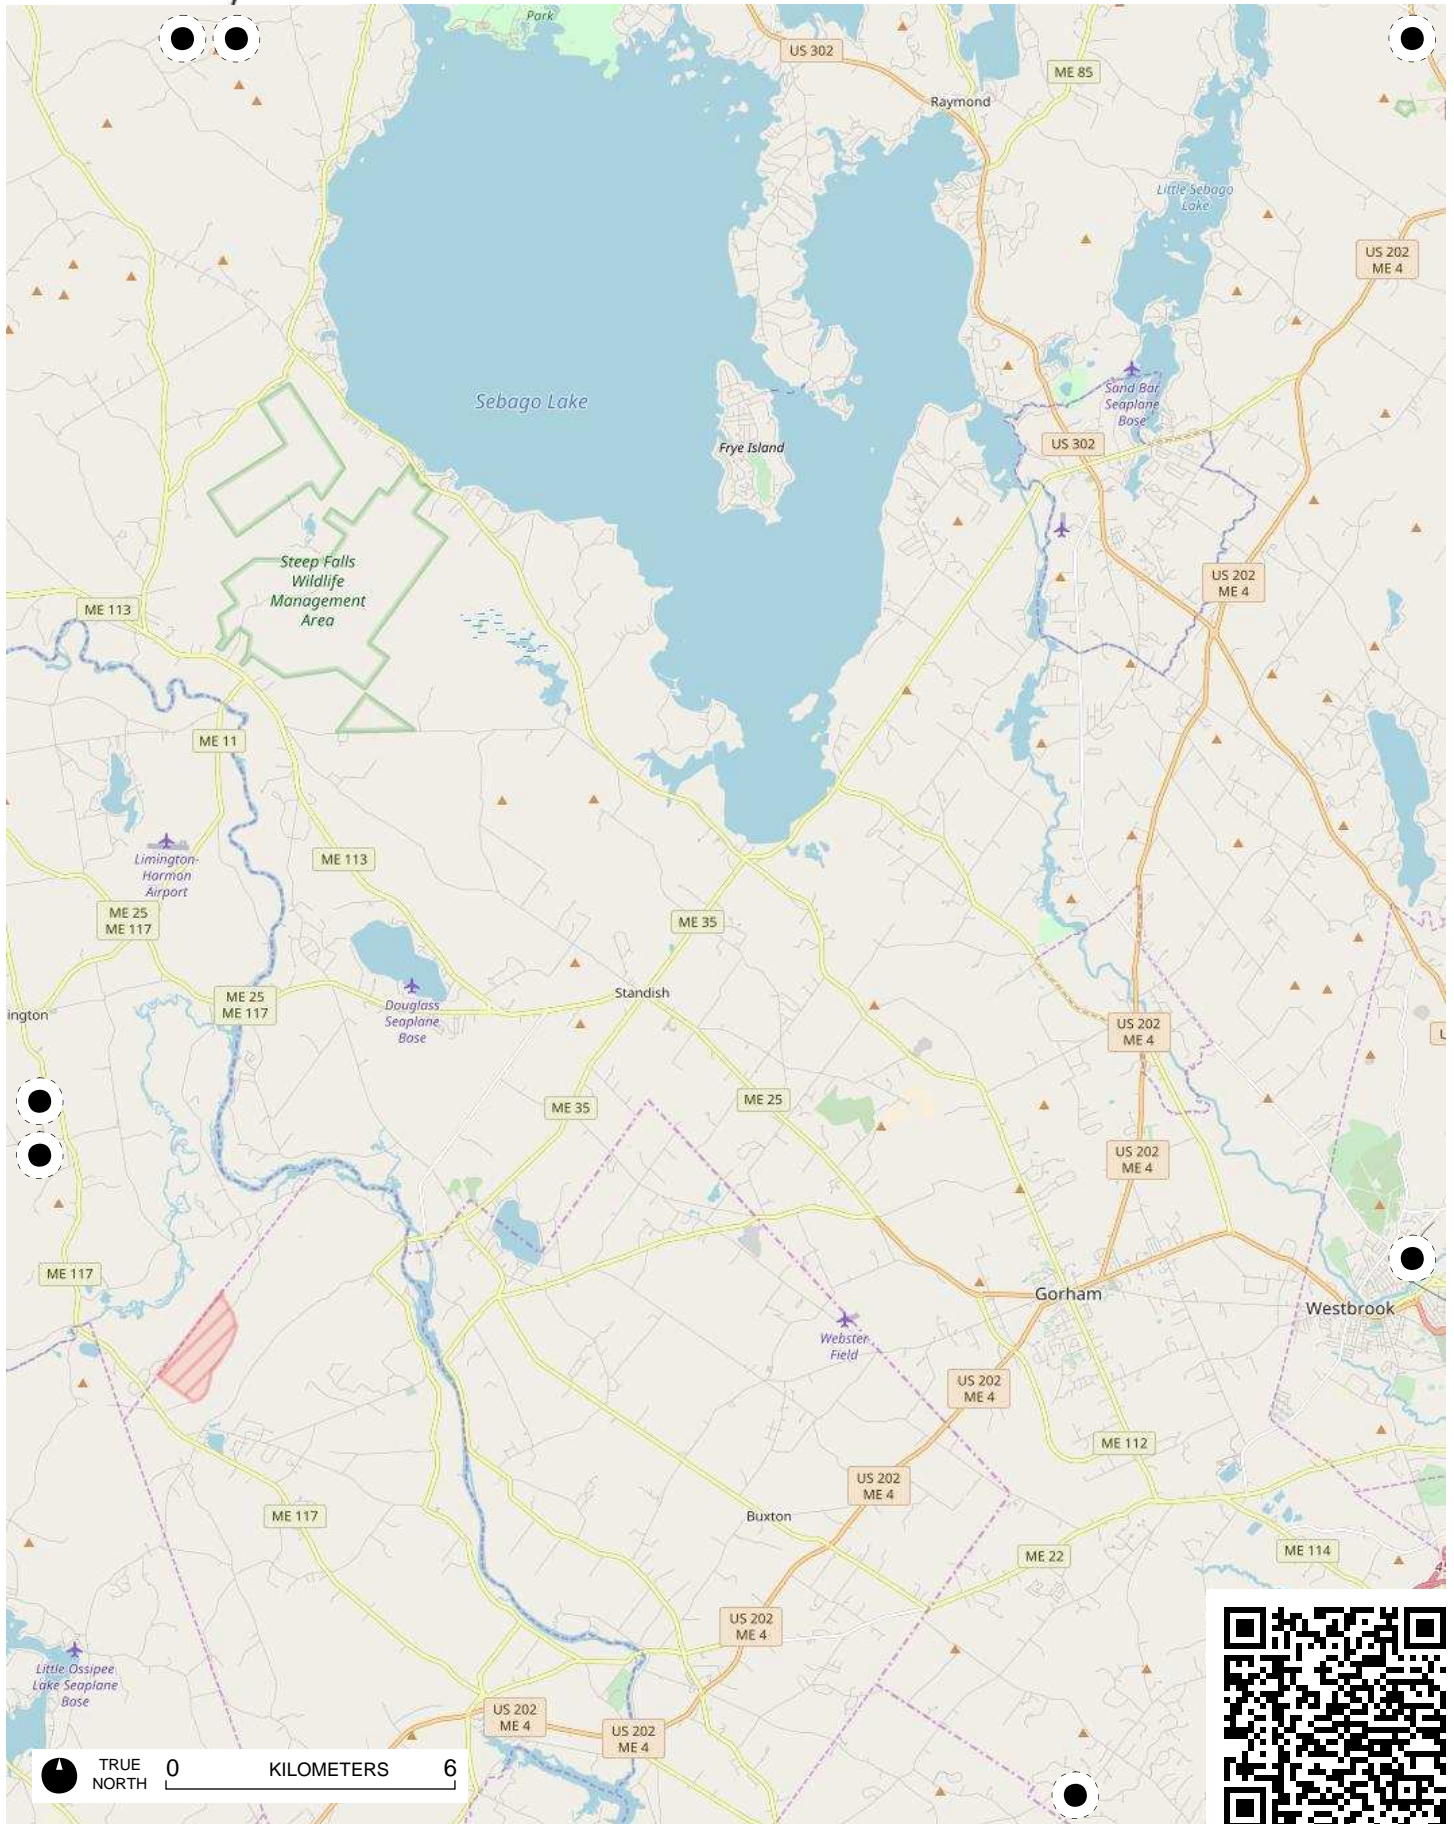 Park
US 302
ME 85
Raymond
Little Sebago
Lake
US 202
ME 4
Sebago Lake
Sand Bar
Seaplane
Base
Frye Island
US 302
Steep Falls
Wildlife
Management
Area
US 202
ME 4
ME 113
ME 11
Limington-
Harmon
Airport
ME 113
ME 25
ME 117
ME 35
Standish
ME 25
ME 117
Douglass
Seaplane
Base
ington
US 202
ME 4
ME 35
ME 25
US 202
ME 4
ME 117
Gorham
Westbrook
Webster
Field
US 202
ME 4
ME 112
US 202
ME 4
ME 117
Buxton
ME 22
ME 114
US 202
ME 4
Little Ossipee
Lake Seaplane
Base
US 202
ME 4
US 202
ME 4
TRUE
NORTH
0 KILOMETERS 6